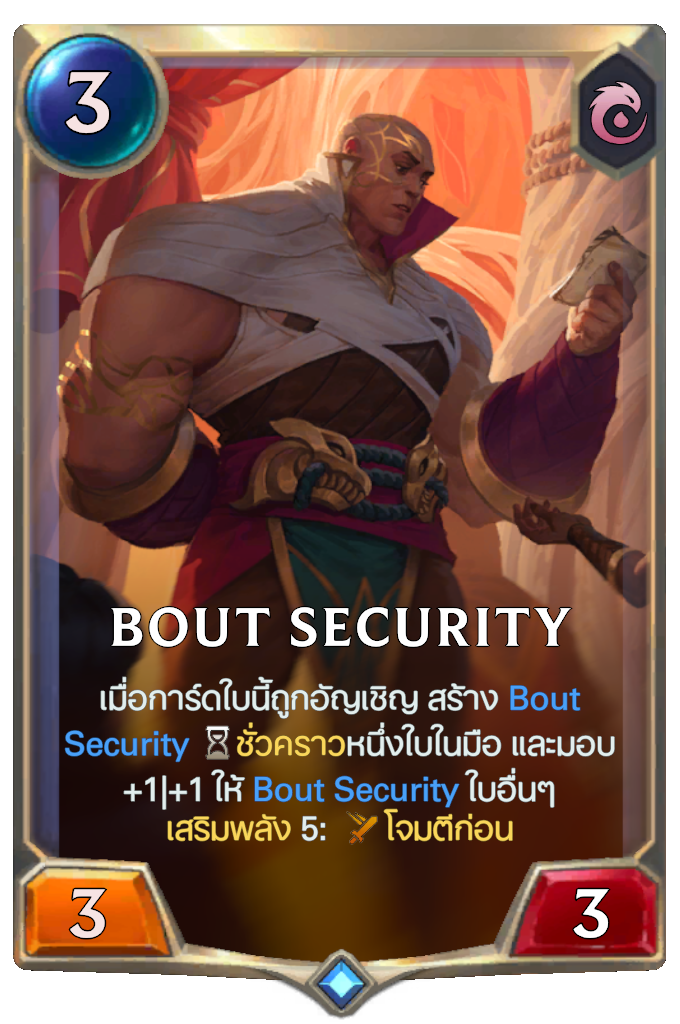 3
BOUT SECURITY
เมื่อการ์ดใบนี้ถูกอัญเชิญ สร้าง Bout
Security ชั่วคราวหนึ่งใบในมือ และมอบ
+1|+1 ให้ Bout Security ใบอื่นๆ
เสริมพลัง 5: โจมตีก่อน
3
3